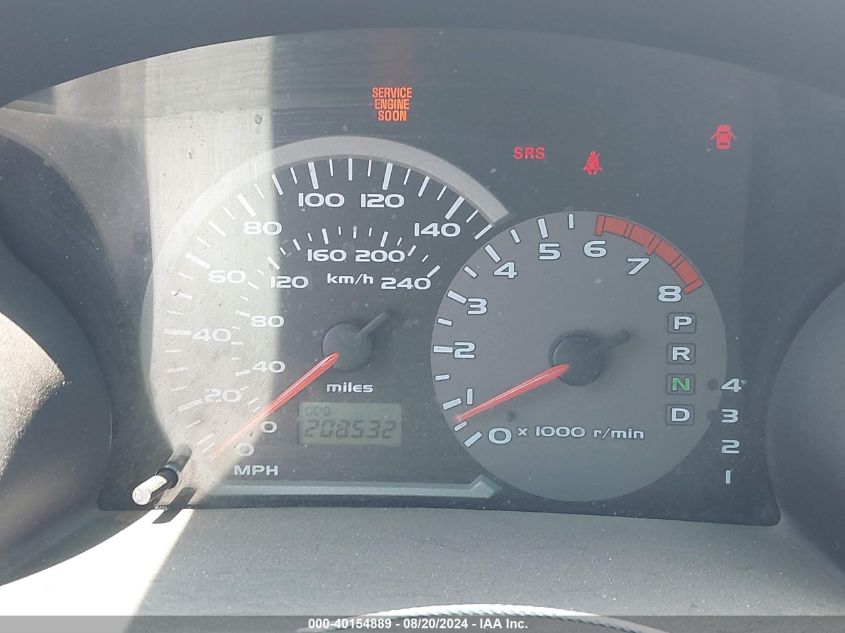 SERVICE
ENGINE
SOON
SRS
0 20 40 60 80 100 120 140
0 40 80 120 160 200 240
km/h
miles
ODO
208532
MPH
0 1 2 3 4 5 6 7 8
x 1000 r/min
P
R
N 4
D 3
2
1
000-40154889 - 08/20/2024 - IAA Inc.